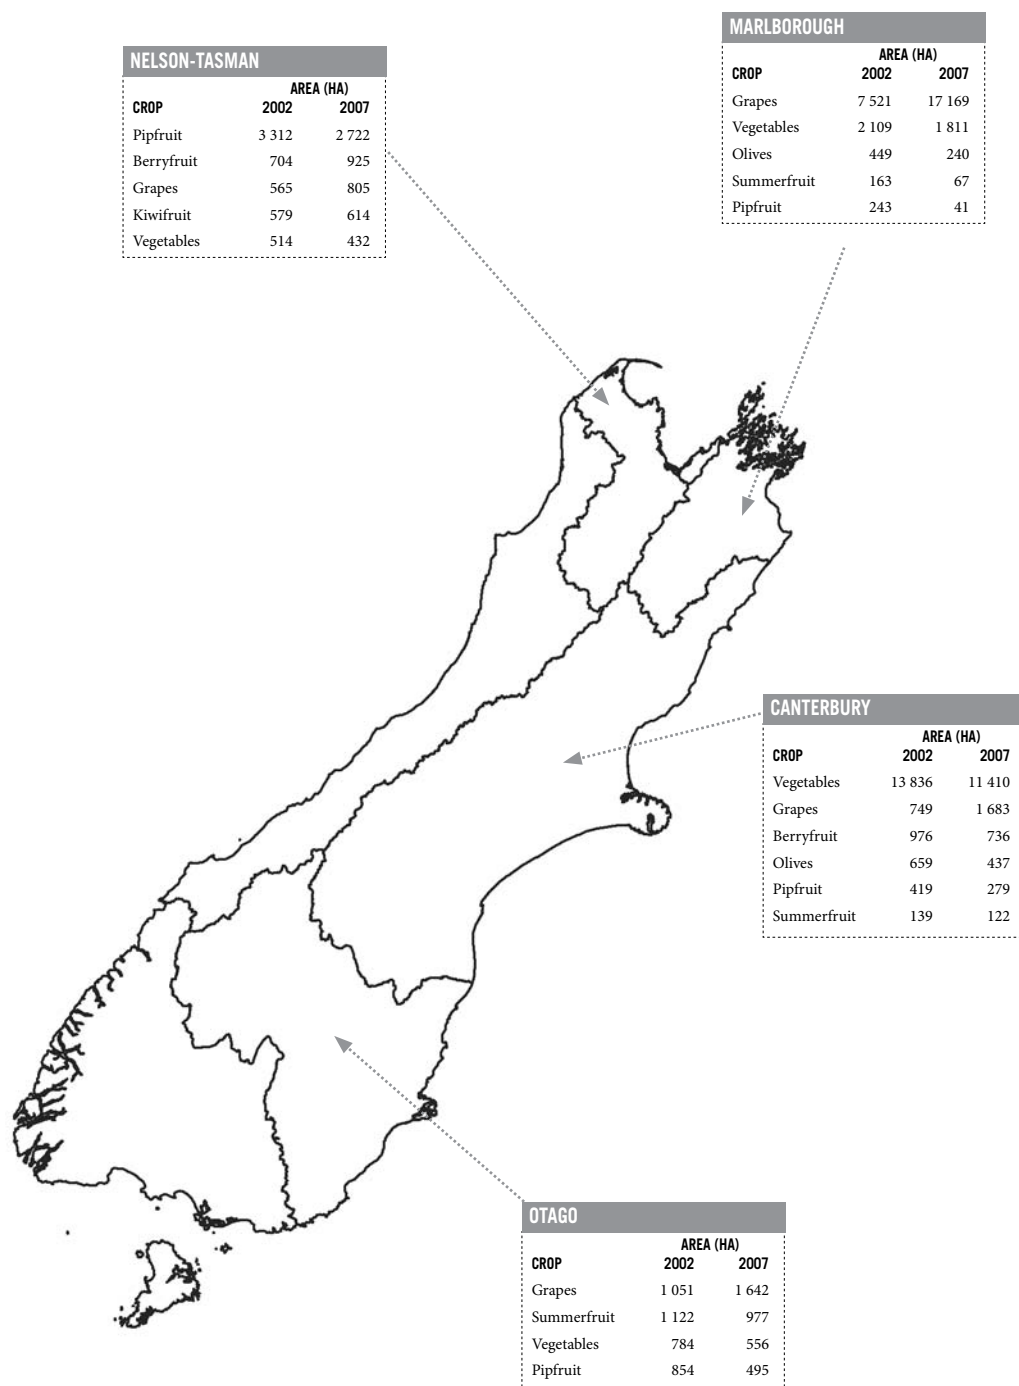 MARLBOROUGH
AREA (HA)
CROP 2002 2007
Grapes 7 521 17 169
Vegetables 2 109 1 811
Olives 449 240
Summerfruit 163 67
Pipfruit 243 41
NELSON-TASMAN
AREA (HA)
CROP 2002 2007
Pipfruit 3 312 2 722
Berryfruit 704 925
Grapes 565 805
Kiwifruit 579 614
Vegetables 514 432
CANTERBURY
AREA (HA)
CROP 2002 2007
Vegetables 13 836 11 410
Grapes 749 1 683
Berryfruit 976 736
Olives 659 437
Pipfruit 419 279
Summerfruit 139 122
OTAGO
AREA (HA)
CROP 2002 2007
Grapes 1 051 1 642
Summerfruit 1 122 977
Vegetables 784 556
Pipfruit 854 495